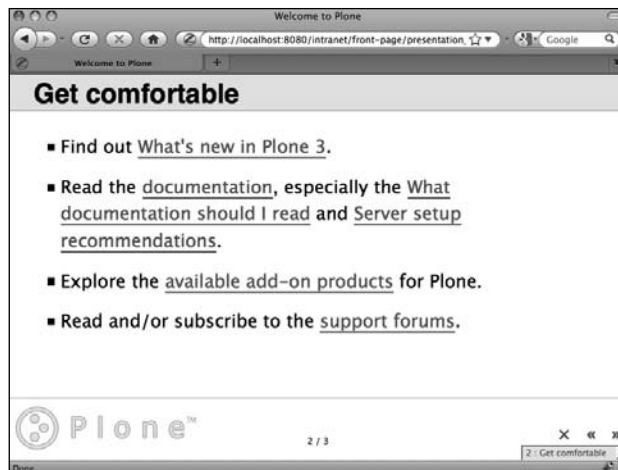 Welcome to Plone
http://localhost:8080/intranet/front-page/presentation_
Google
Welcome to Plone
Get comfortable
▪ Find out What's new in Plone 3.
▪ Read the documentation, especially the What
documentation should I read and Server setup
recommendations.
▪ Explore the available add-on products for Plone.
▪ Read and/or subscribe to the support forums.
Plone™
2 / 3
× « »
2 : Get comfortable
Done